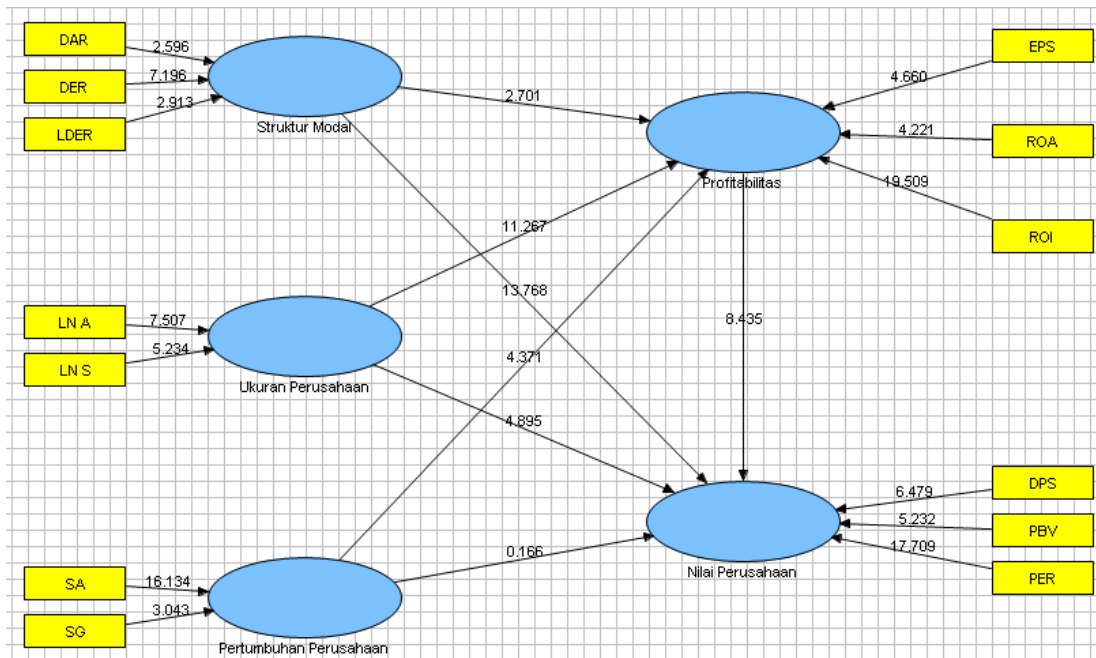 DAR
2.596
DER
7.196
LDER
2.913
Struktur Modal
2.701
EPS
4.660
ROA
4.221
ROI
19.509
Profitabilitas
11.267
13.768
8.435
LN A
7.507
LN S
5.234
Ukuran Perusahaan
4.371
4.895
DPS
6.479
PBV
5.232
PER
17.709
Nilai Perusahaan
0.166
SA
16.134
SG
3.043
Pertumbuhan Perusahaan